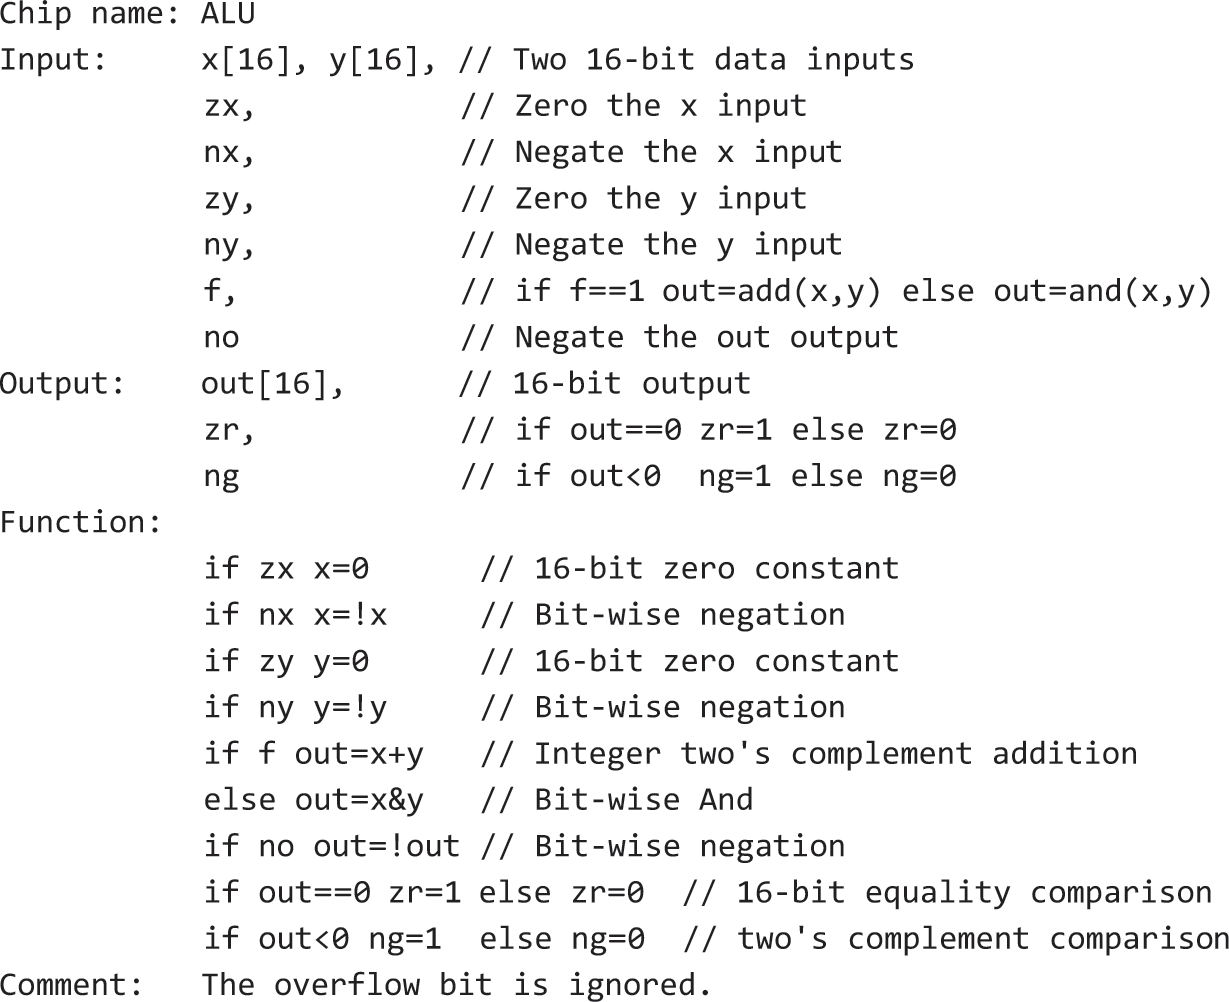 Chip name: ALU
Input: x[16], y[16], // Two 16-bit data inputs
zx, // Zero the x input
nx, // Negate the x input
zy, // Zero the y input
ny, // Negate the y input
f, // if f==1 out=add(x,y) else out=and(x,y)
no // Negate the out output
Output: out[16], // 16-bit output
zr, // if out==0 zr=1 else zr=0
ng // if out<0 ng=1 else ng=0
Function:
if zx x=0 // 16-bit zero constant
if nx x=!x // Bit-wise negation
if zy y=0 // 16-bit zero constant
if ny y=!y // Bit-wise negation
if f out=x+y // Integer two's complement addition
else out=x&y // Bit-wise And
if no out=!out // Bit-wise negation
if out==0 zr=1 else zr=0 // 16-bit equality comparison
if out<0 ng=1 else ng=0 // two's complement comparison
Comment: The overflow bit is ignored.